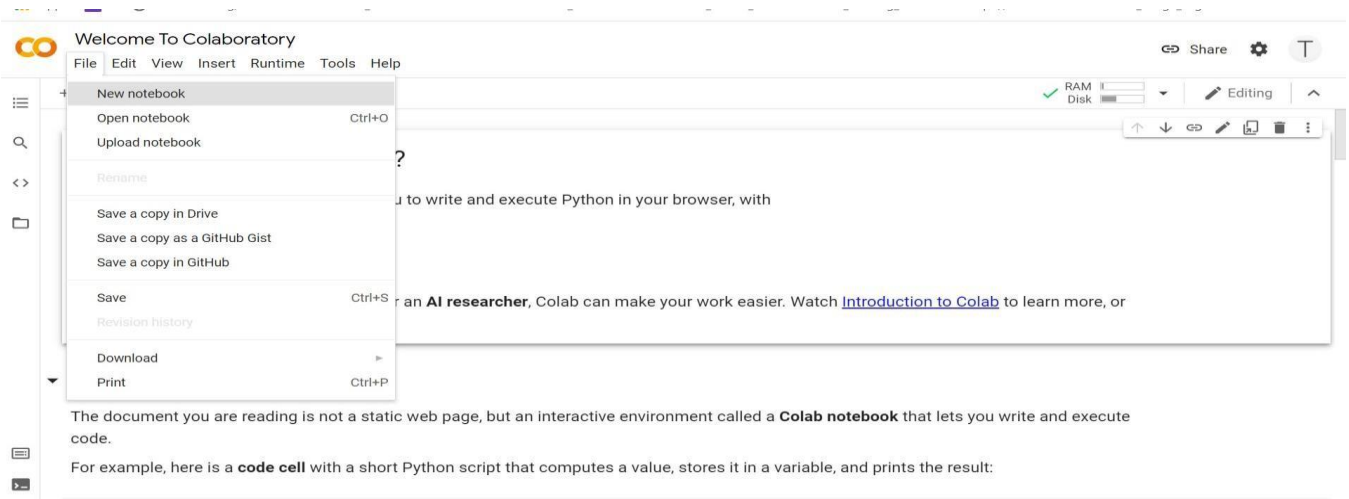 Welcome To Colaboratory
File Edit View Insert Runtime Tools Help
Share T
New notebook
RAM
Disk
Editing
Open notebook Ctrl+O
Upload notebook
?
Rename
to write and execute Python in your browser, with
Save a copy in Drive
Save a copy as a GitHub Gist
Save a copy in GitHub
Save Ctrl+S
an AI researcher, Colab can make your work easier. Watch Introduction to Colab to learn more, or
Revision history
Download
Print Ctrl+P
The document you are reading is not a static web page, but an interactive environment called a Colab notebook that lets you write and execute
code.
For example, here is a code cell with a short Python script that computes a value, stores it in a variable, and prints the result: